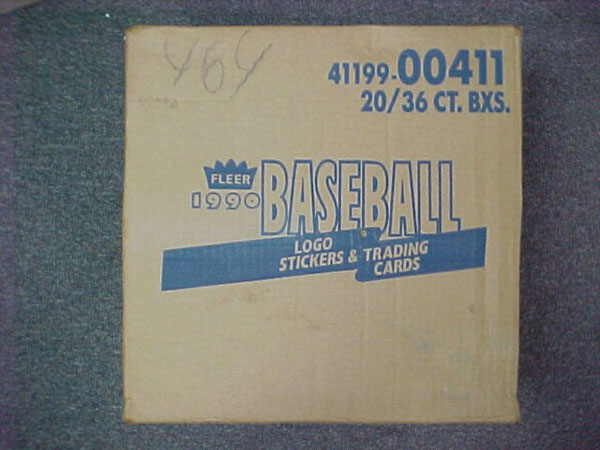 464
41199-00411
20/36 CT. BXS.
FLEER
1990 BASEBALL
LOGO
STICKERS & TRADING
CARDS